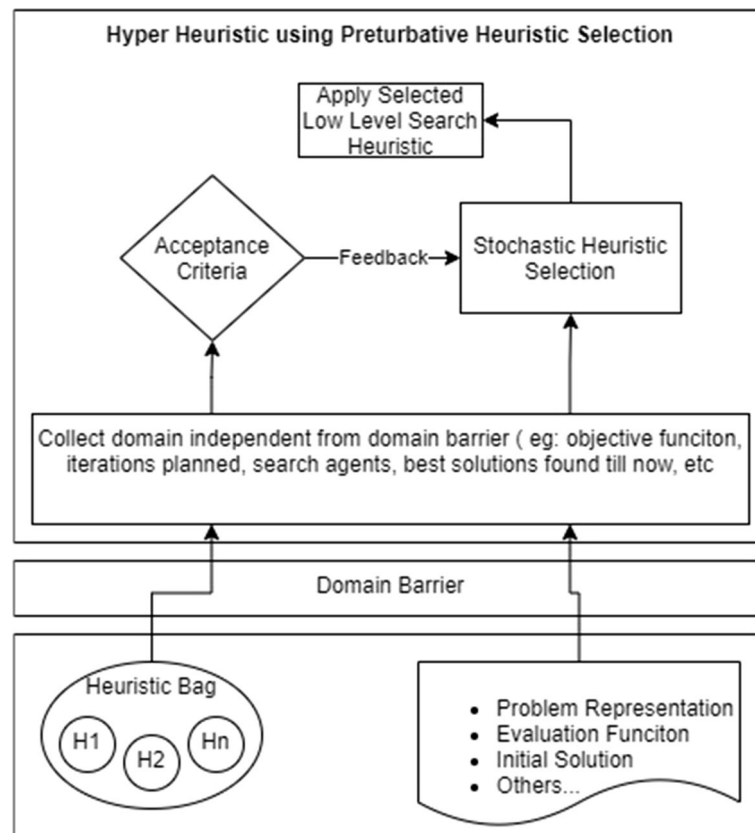 Hyper Heuristic using Preturbative Heuristic Selection
Apply Selected
Low Level Search
Heuristic
Acceptance
Criteria
Feedback
Stochastic Heuristic
Selection
Collect domain independent from domain barrier ( eg: objective funciton,
iterations planned, search agents, best solutions found till now, etc
Domain Barrier
Heuristic Bag
H1
H2
Hn
• Problem Representation
• Evaluation Funciton
• Initial Solution
• Others...